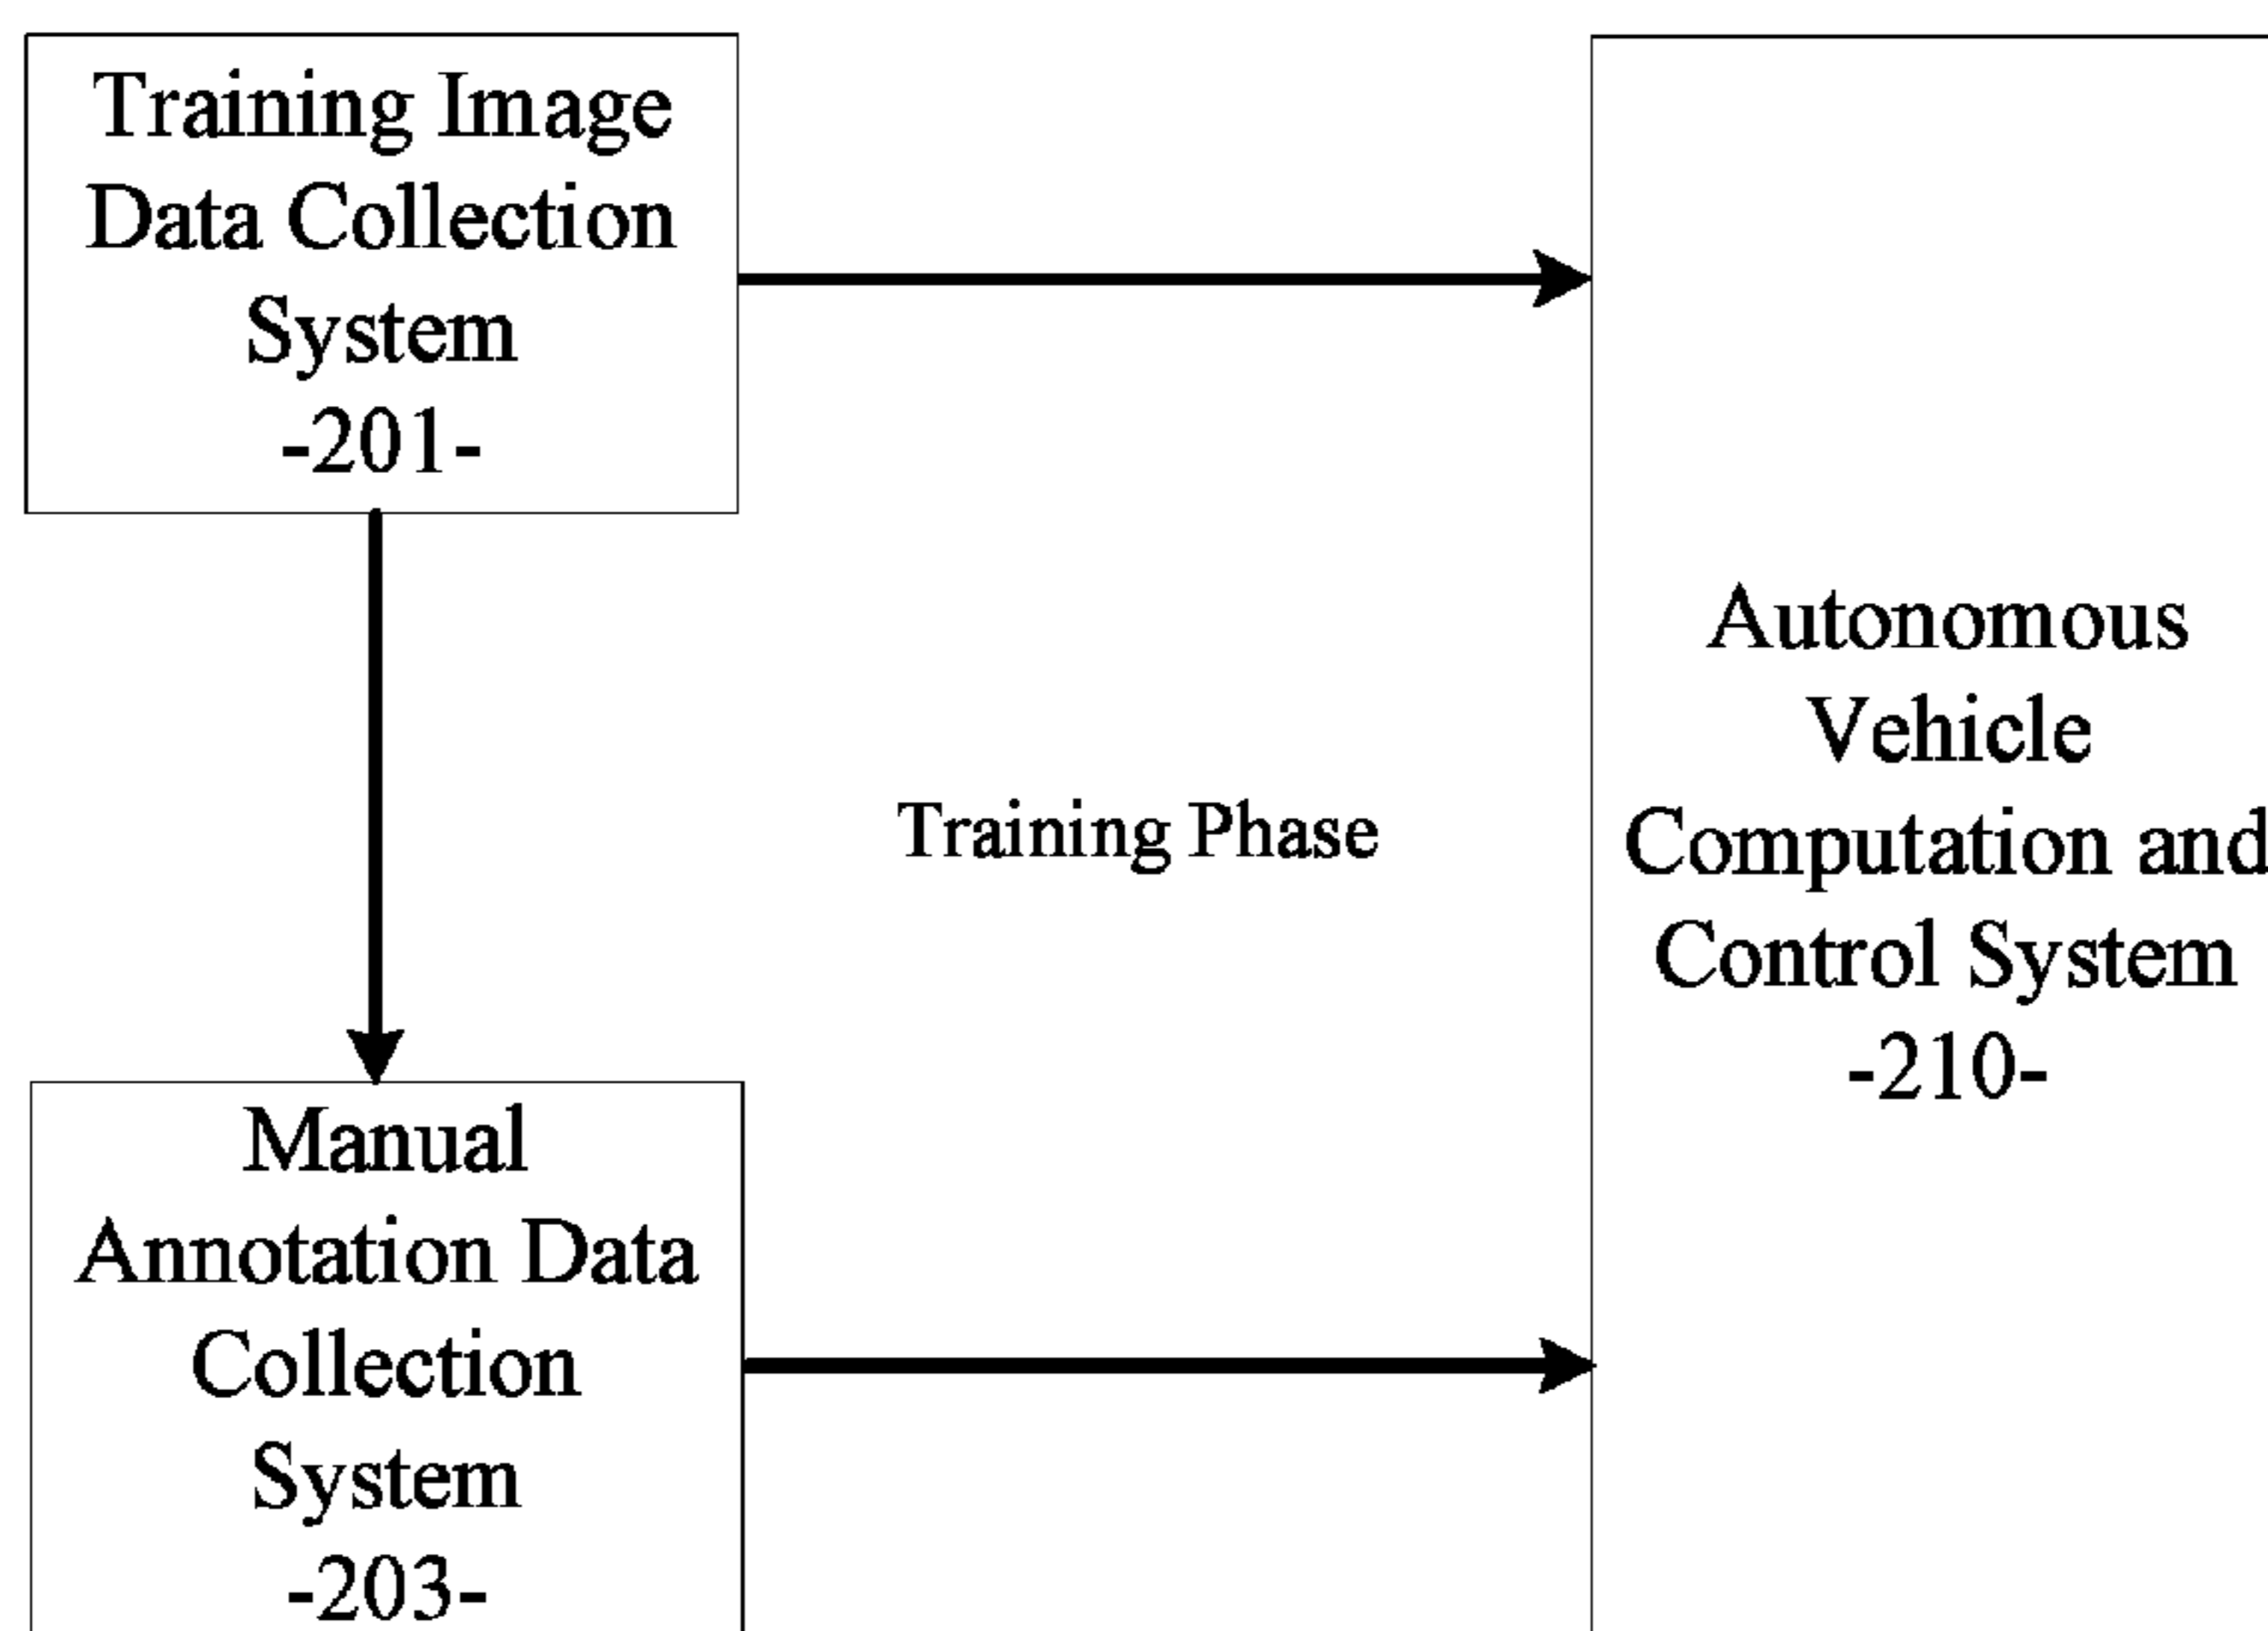 Training Image
Data Collection
System
-201-
Training Phase
Autonomous
Vehicle
Computation and
Control System
-210-
Manual
Annotation Data
Collection
System
-203-